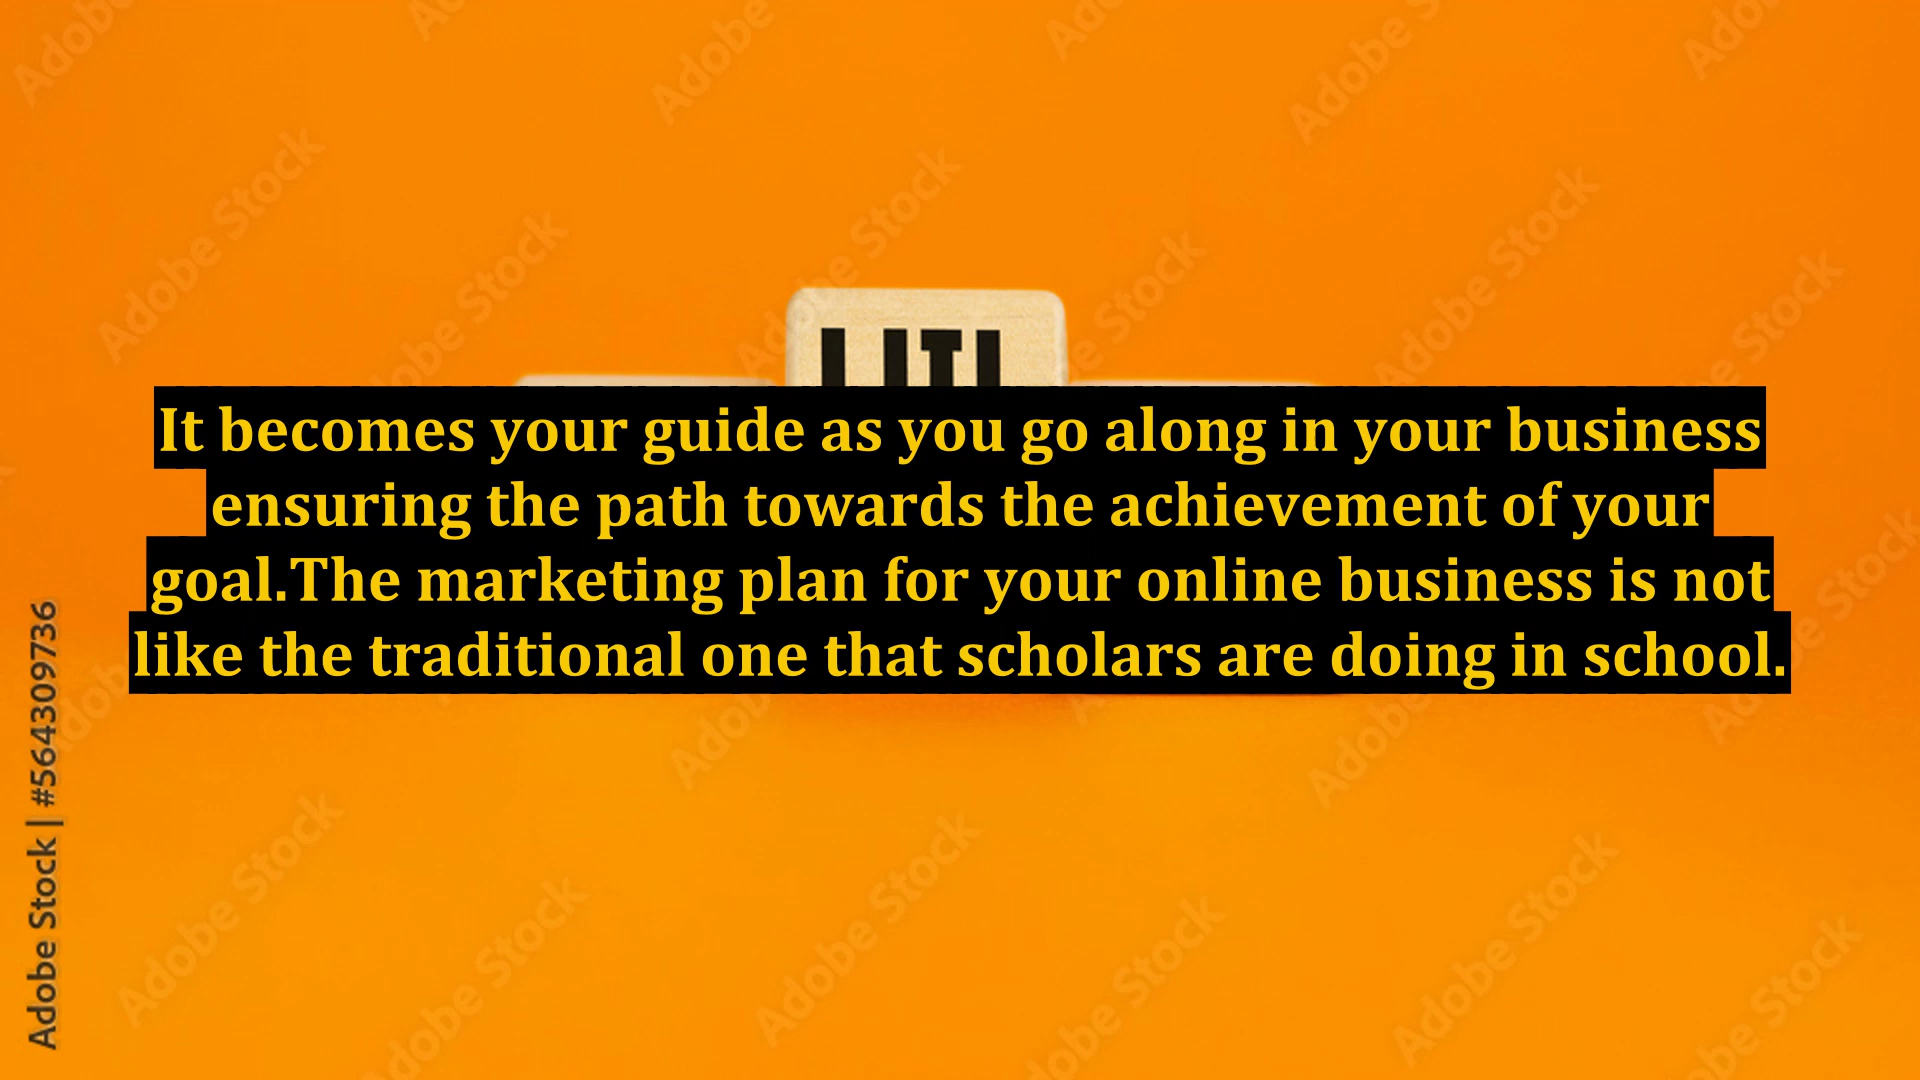 It becomes your guide as you go along in your business
ensuring the path towards the achievement of your
goal.The marketing plan for your online business is not
like the traditional one that scholars are doing in school.
Adobe Stock | #564309736
Adobe Stock